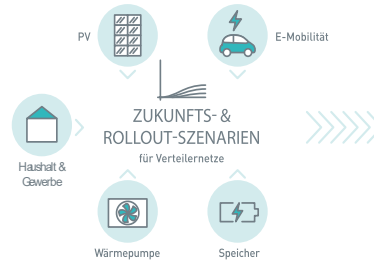 PV
E-Mobilität
ZUKUNFTS- &
ROLLOUT-SZENARIEN
für Verteilernetze
Haushalt &
Gewerbe
Wärmepumpe
Speicher